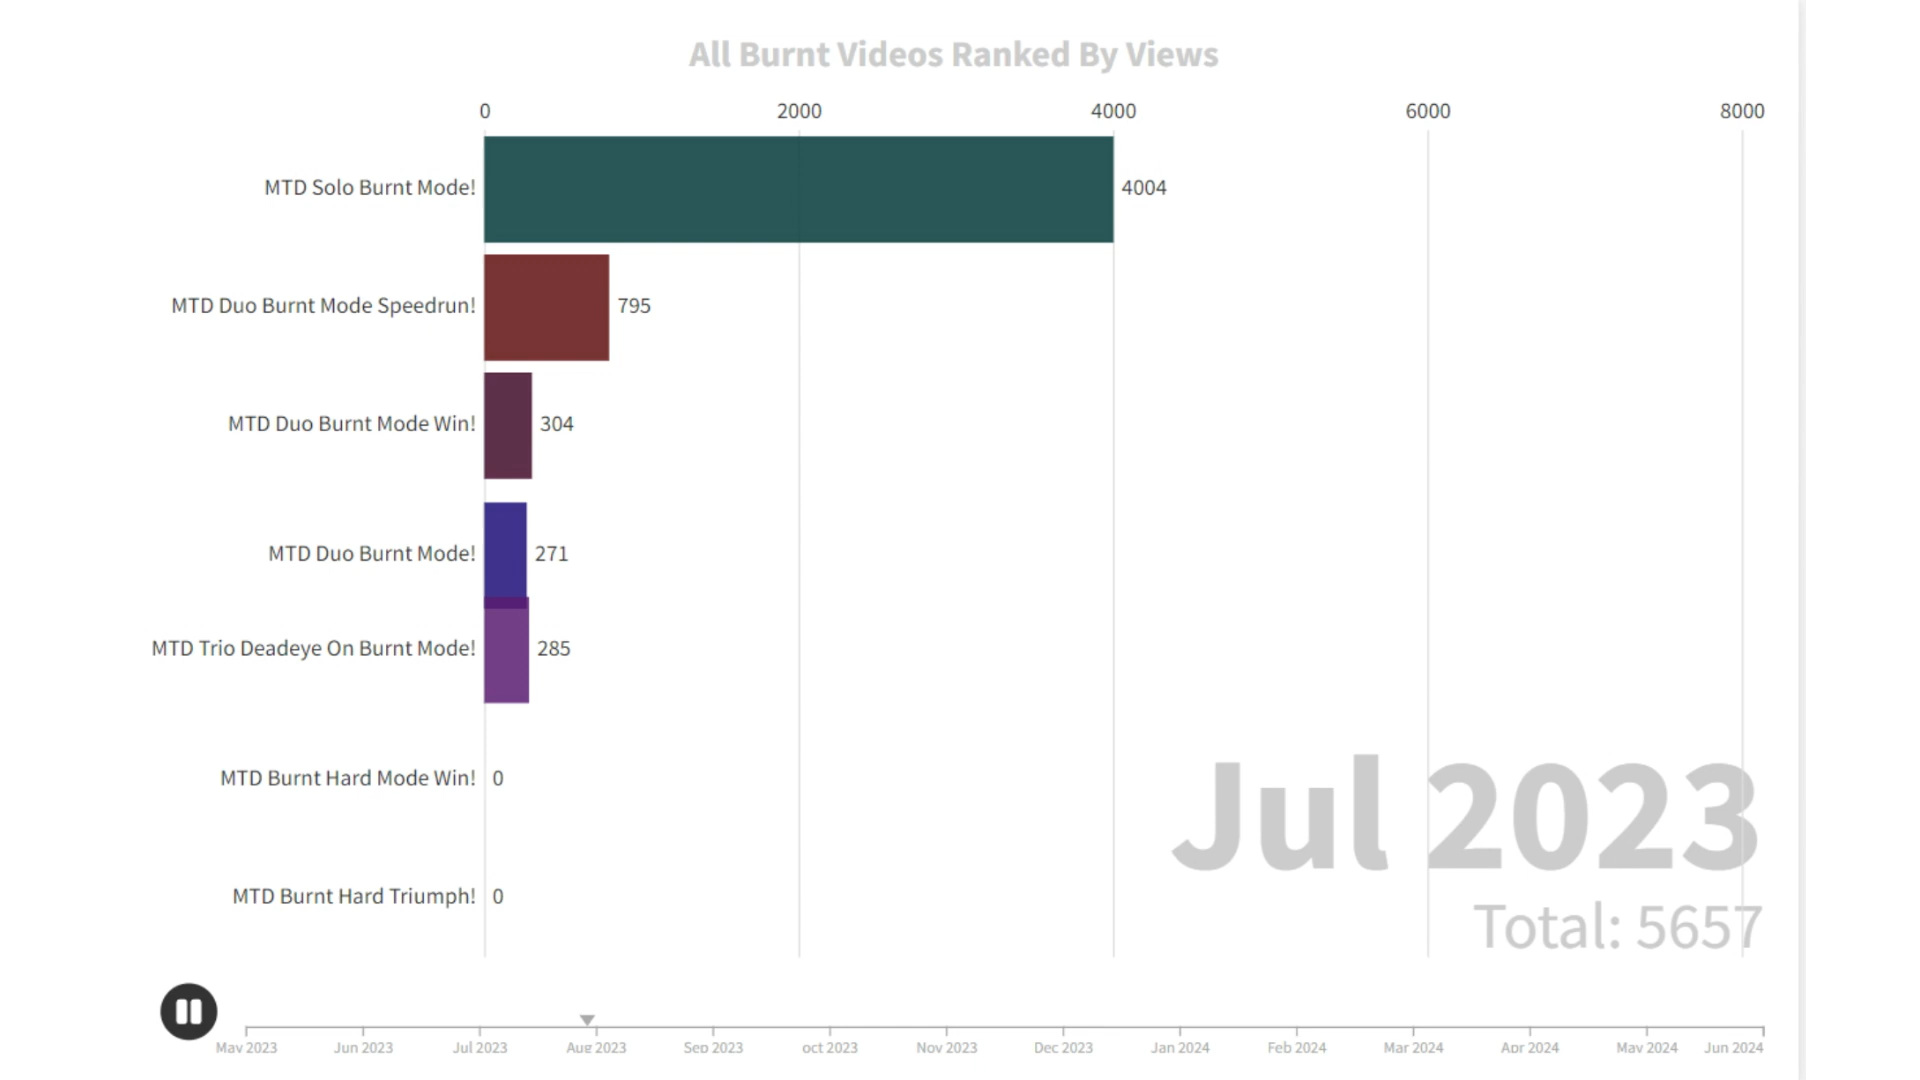 All Burnt Videos Ranked By Views
0 2000 4000 6000 8000
MTD Solo Burnt Mode! 4004
MTD Duo Burnt Mode Speedrun! 795
MTD Duo Burnt Mode Win! 304
MTD Duo Burnt Mode! 271
MTD Trio Deadeye On Burnt Mode! 285
MTD Burnt Hard Mode Win! 0
MTD Burnt Hard Triumph! 0
Jul 2023
Total: 5657
May 2023 Jun 2023 Jul 2023 Aug 2023 Sep 2023 oct 2023 Nov 2023 Dec 2023 Jan 2024 Feb 2024 Mar 2024 Apr 2024 May 2024 Jun 2024